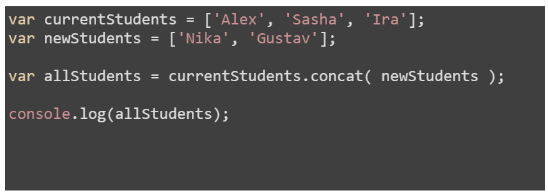 var currentStudents = ['Alex', 'Sasha', 'Ira'];
var newStudents = ['Nika', 'Gustav'];
var allStudents = currentStudents.concat( newStudents );
console.log(allStudents);